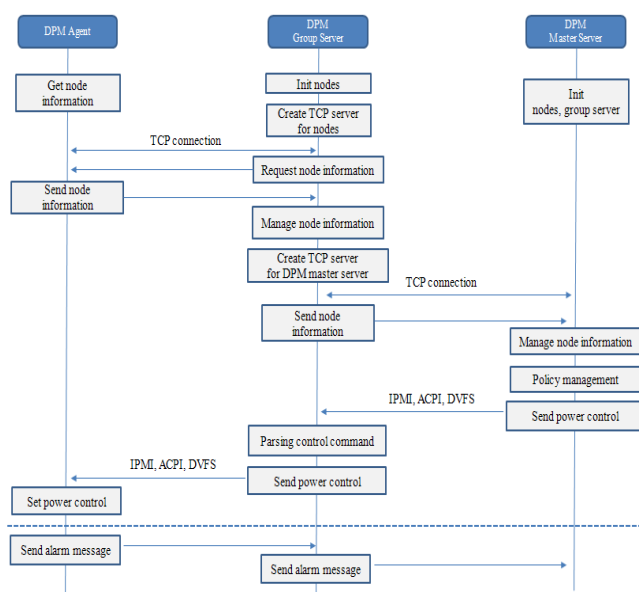 DPM Agent
DPM
Group Server
DPM
Master Server
Init nodes
Get node
information
Init
nodes, group server
Create TCP server
for nodes
TCP connection
Request node information
Send node
information
Manage node information
Create TCP server
for DPM master server
TCP connection
Send node
information
Manage node information
Policy management
IPMI, ACPI, DVFS
Send power control
Parsing control command
IPMI, ACPI, DVFS
Send power control
Set power control
Send alarm message
Send alarm message